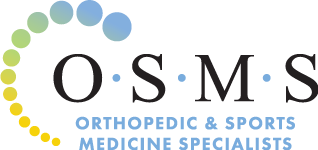 O·S·M·S
ORTHOPEDIC & SPORTS
MEDICINE SPECIALISTS